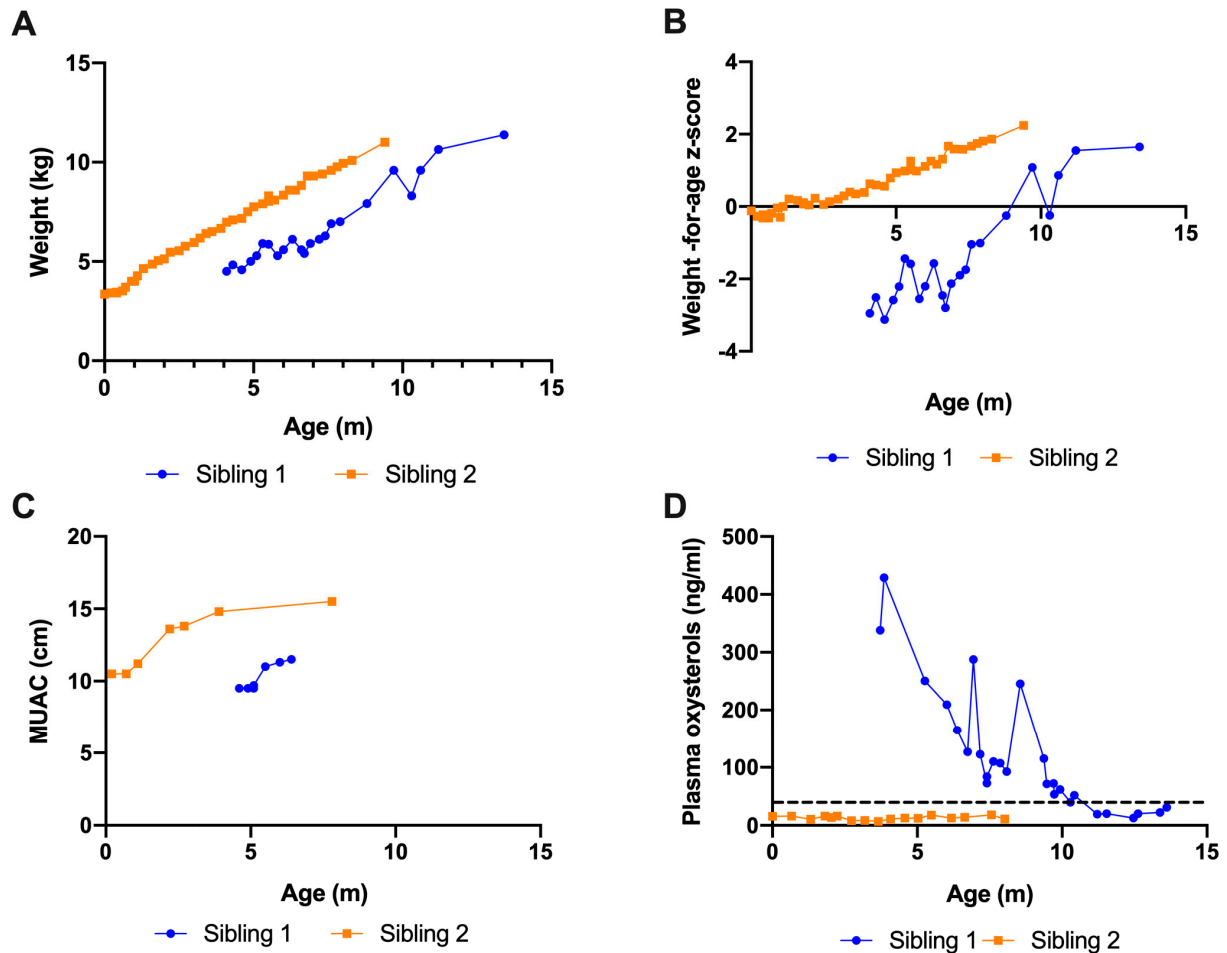 A
Weight (kg)
15
10
5
0
0 5 10 15
Age (m)
Sibling 1 Sibling 2
B
Weight -for-age z-score
4
2
0
-2
-4
5 10 15
Age (m)
Sibling 1 Sibling 2
C
MUAC (cm)
20
15
10
5
0
0 5 10 15
Age (m)
Sibling 1 Sibling 2
D
Plasma oxysterols (ng/ml)
500
400
300
200
100
0
0 5 10 15
Age (m)
Sibling 1 Sibling 2